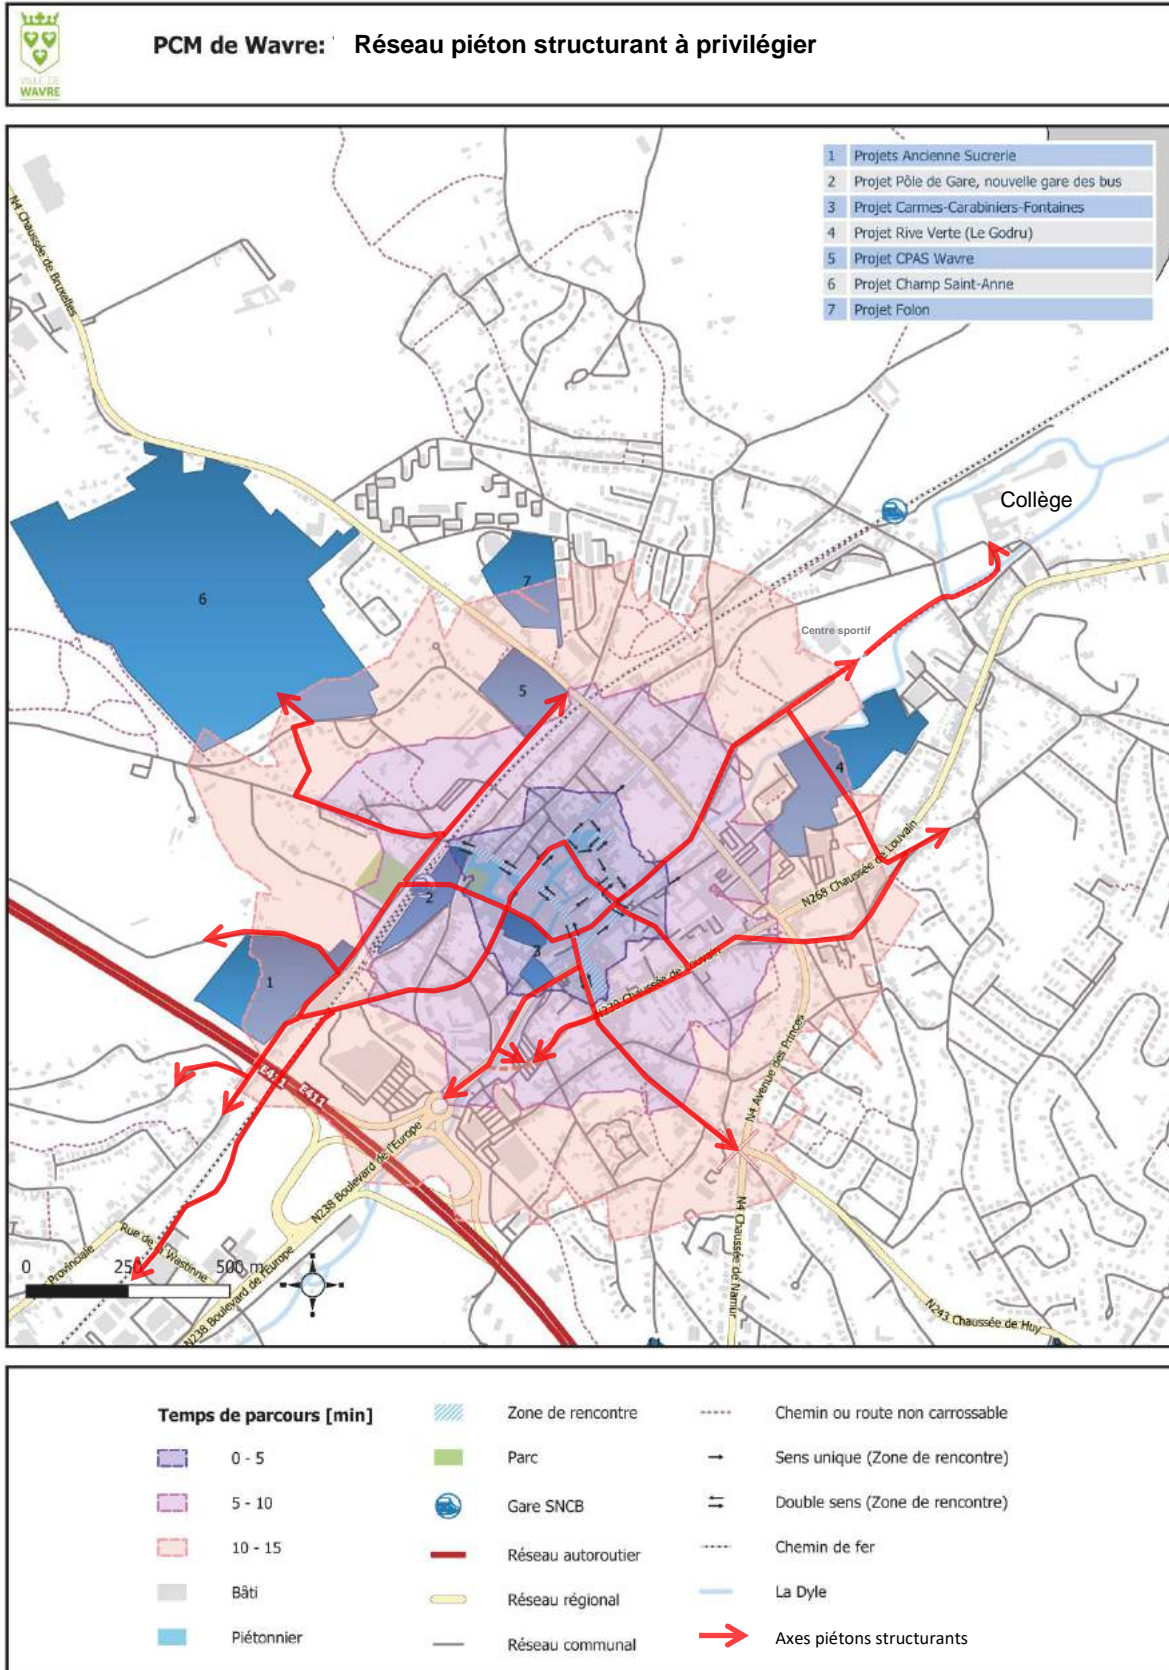 VILLE DE
WAVRE
PCM de Wavre: Réseau piéton structurant à privilégier
1 Projets Ancienne Sucrerie
2 Projet Pôle de Gare, nouvelle gare des bus
3 Projet Carmes-Carabiniers-Fontaines
4 Projet Rive Verte (Le Godru)
5 Projet CPAS Wavre
6 Projet Champ Saint-Anne
7 Projet Folon
N4 Chaussée de Bruxelles
Collège
7
6
Centre sportif
5
4
N268 Chaussée de Louvain
2
3
Chaussée de Louvain
1
N4 Avenue des Princes
E411 E411
N238 Boulevard de l'Europe
N4 Chaussée de Namur
Rue de la Wastinne
Provinciale
N238 Boulevard de l'Europe
N243 Chaussée de Huy
0 250 500 m
Temps de parcours [min]
0 - 5
5 - 10
10 - 15
Bâti
Piétonnier
Zone de rencontre
Parc
Gare SNCB
Réseau autoroutier
Réseau régional
Réseau communal
Chemin ou route non carrossable
Sens unique (Zone de rencontre)
Double sens (Zone de rencontre)
Chemin de fer
La Dyle
Axes piétons structurants